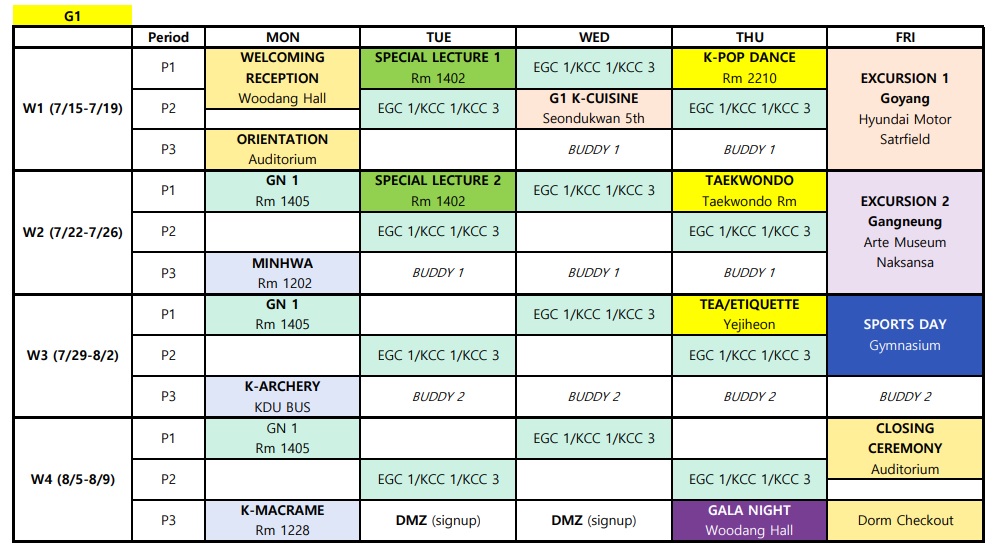 G1
Period MON TUE WED THU FRI
W1 (7/15-7/19)
P1
WELCOMING
RECEPTION
Woodang Hall
SPECIAL LECTURE 1
Rm 1402
EGC 1/KCC 1/KCC 3
K-POP DANCE
Rm 2210
EXCURSION 1
Goyang
Hyundai Motor
Satrfield
P2
EGC 1/KCC 1/KCC 3
G1 K-CUISINE
Seondukwan 5th
EGC 1/KCC 1/KCC 3
P3
ORIENTATION
Auditorium
BUDDY 1
BUDDY 1
W2 (7/22-7/26)
P1
GN 1
Rm 1405
SPECIAL LECTURE 2
Rm 1402
EGC 1/KCC 1/KCC 3
TAEKWONDO
Taekwondo Rm
EXCURSION 2
Gangneung
Arte Museum
Naksansa
P2
EGC 1/KCC 1/KCC 3
EGC 1/KCC 1/KCC 3
P3
MINHWA
Rm 1202
BUDDY 1
BUDDY 1
BUDDY 1
W3 (7/29-8/2)
P1
GN 1
Rm 1405
EGC 1/KCC 1/KCC 3
TEA/ETIQUETTE
Yejiheon
SPORTS DAY
Gymnasium
P2
EGC 1/KCC 1/KCC 3
EGC 1/KCC 1/KCC 3
P3
K-ARCHERY
KDU BUS
BUDDY 2
BUDDY 2
BUDDY 2
BUDDY 2
W4 (8/5-8/9)
P1
GN 1
Rm 1405
EGC 1/KCC 1/KCC 3
CLOSING
CEREMONY
Auditorium
P2
EGC 1/KCC 1/KCC 3
EGC 1/KCC 1/KCC 3
P3
K-MACRAME
Rm 1228
DMZ (signup)
DMZ (signup)
GALA NIGHT
Woodang Hall
Dorm Checkout